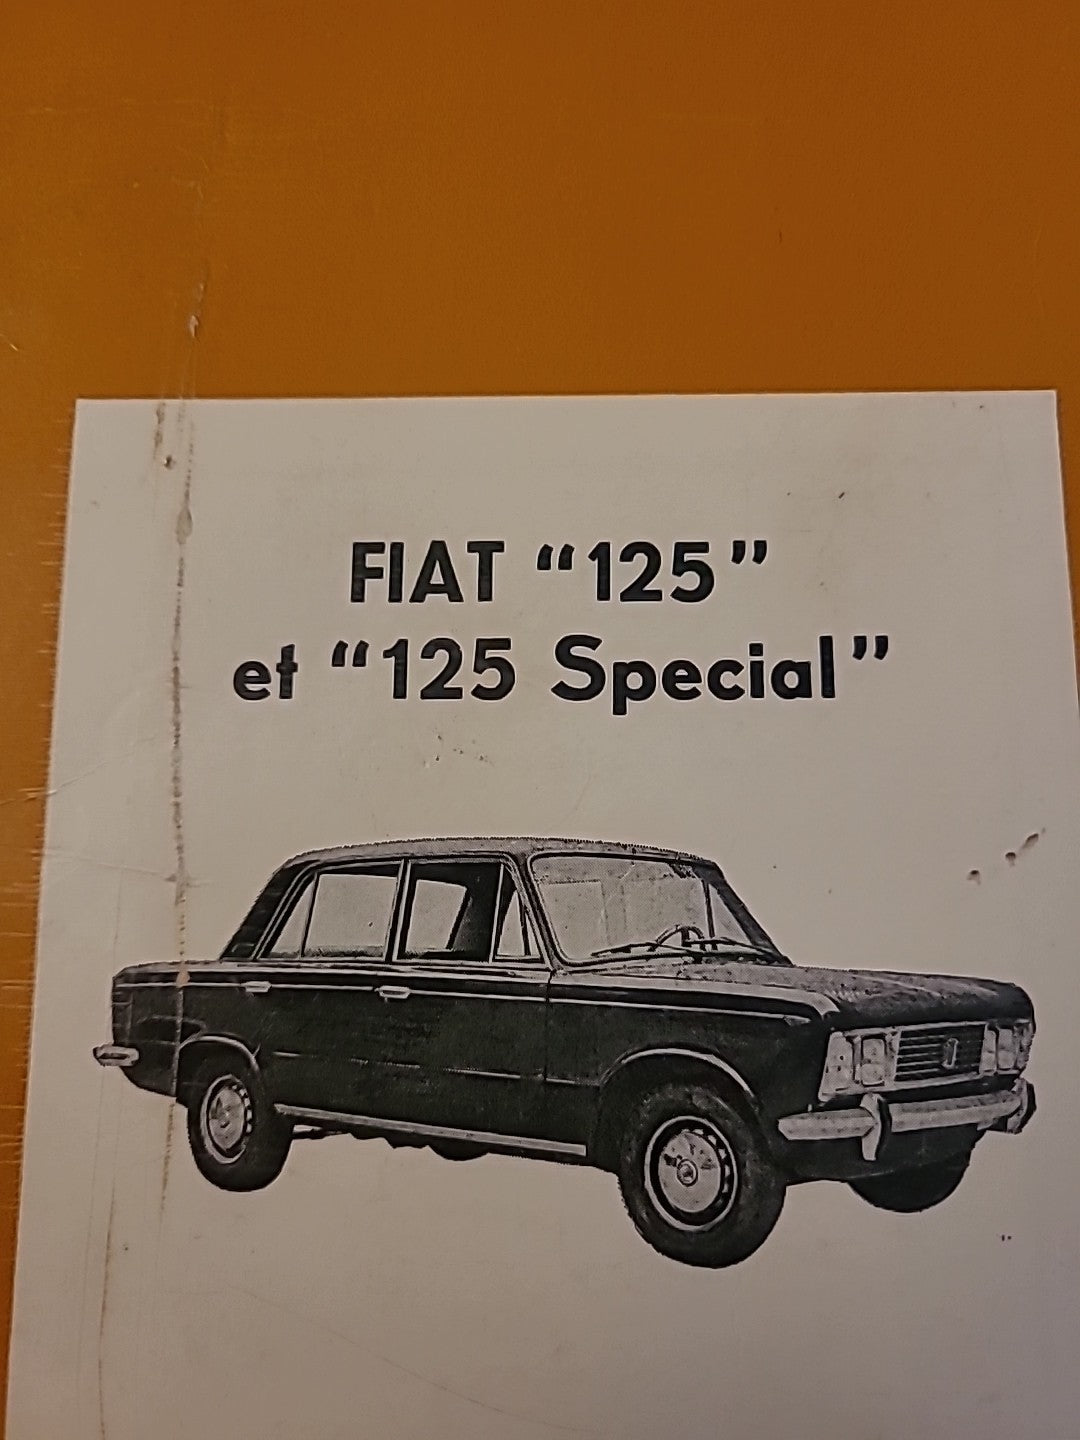 FIAT “125”
et “125 Special”